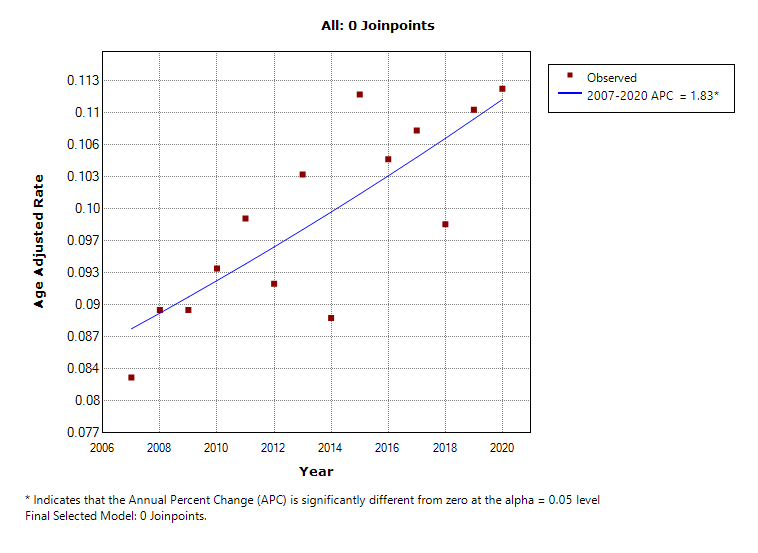 All: 0 Joinpoints
Observed
2007-2020 APC  = 1.83*
0.113
0.11
0.106
0.103
0.10
0.097
0.093
0.09
0.087
0.084
0.08
0.077
Age Adjusted Rate
2006 2008 2010 2012 2014 2016 2018 2020
Year
* Indicates that the Annual Percent Change (APC) is significantly different from zero at the alpha = 0.05 level
Final Selected Model: 0 Joinpoints.